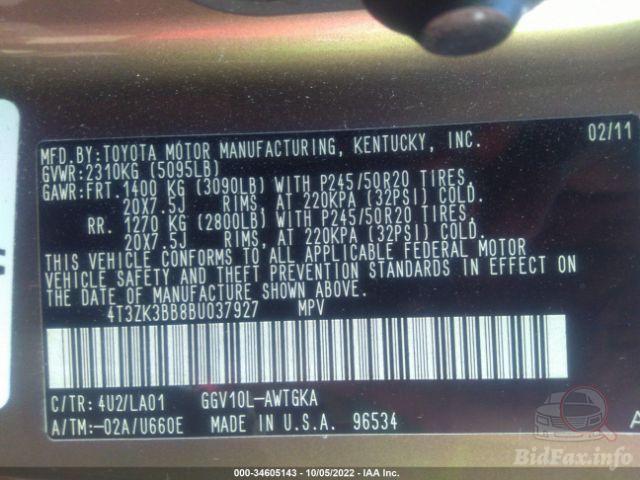 MFD.BY:TOYOTA MOTOR MANUFACTURING, KENTUCKY, INC. 02/11
GVWR:2310KG (5095LB)
GAWR:FRT. 1400 KG (3090LB) WITH P245/50R20 TIRES,
20X7.5J RIMS, AT 220KPA (32PSI) COLD.
RR. 1270 KG (2800LB) WITH P245/50R20 TIRES,
20X7.5J RIMS, AT 220KPA (32PSI) COLD.
THIS VEHICLE CONFORMS TO ALL APPLICABLE FEDERAL MOTOR
VEHICLE SAFETY AND THEFT PREVENTION STANDARDS IN EFFECT ON
THE DATE OF MANUFACTURE SHOWN ABOVE.
4T3ZK3BB8BU037927 MPV
C/TR: 4U2/LA01 GGV10L-AWTGKA
A/TM:-02A/U660E MADE IN U.S.A. 96534
A
BidFax.info
000-34605143 - 10/05/2022 - IAA Inc.